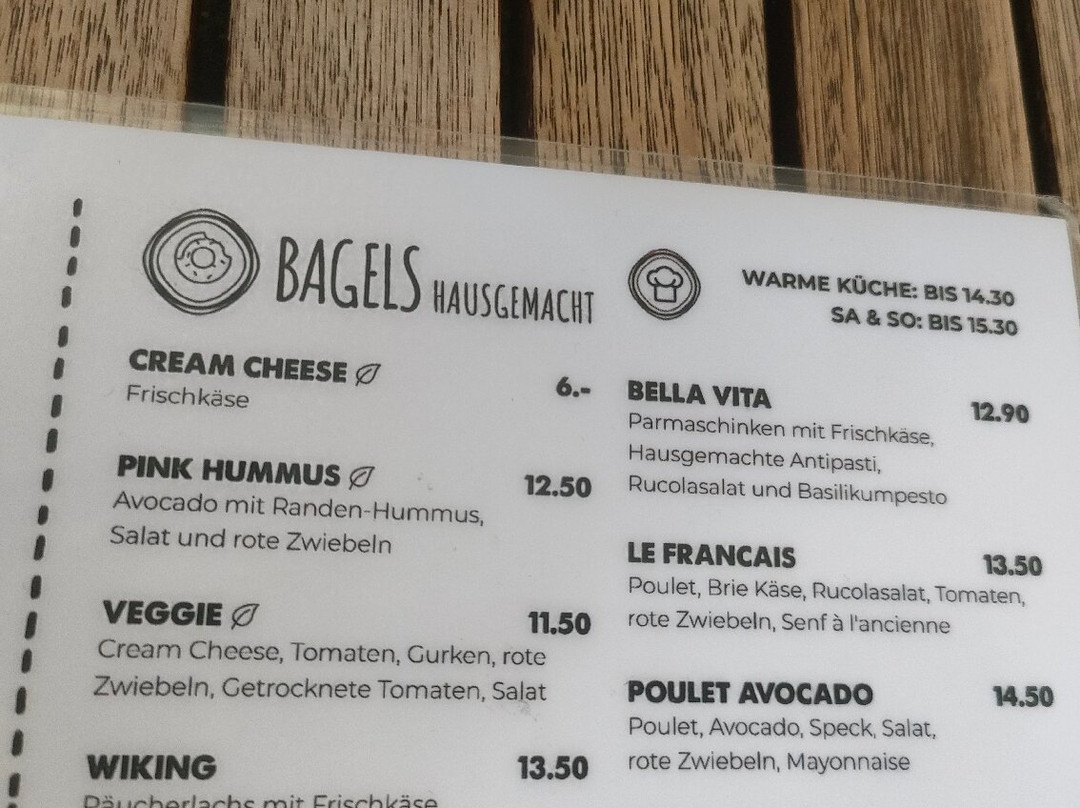 BAGELS HAUSGEMACHT
CREAM CHEESE 6.-
Frischkäse
PINK HUMMUS 12.50
Avocado mit Randen-Hummus,
Salat und rote Zwiebeln
VEGGIE 11.50
Cream Cheese, Tomaten, Gurken, rote
Zwiebeln, Getrocknete Tomaten, Salat
WIKING 13.50
Räucherlachs mit Frischkäse
WARME KÜCHE: BIS 14.30
SA & SO: BIS 15.30
BELLA VITA 12.90
Parmaschinken mit Frischkäse,
Hausgemachte Antipasti,
Rucolasalat und Basilikumpesto
LE FRANCAIS 13.50
Poulet, Brie Käse, Rucolasalat, Tomaten,
rote Zwiebeln, Senf à l'ancienne
POULET AVOCADO 14.50
Poulet, Avocado, Speck, Salat,
rote Zwiebeln, Mayonnaise